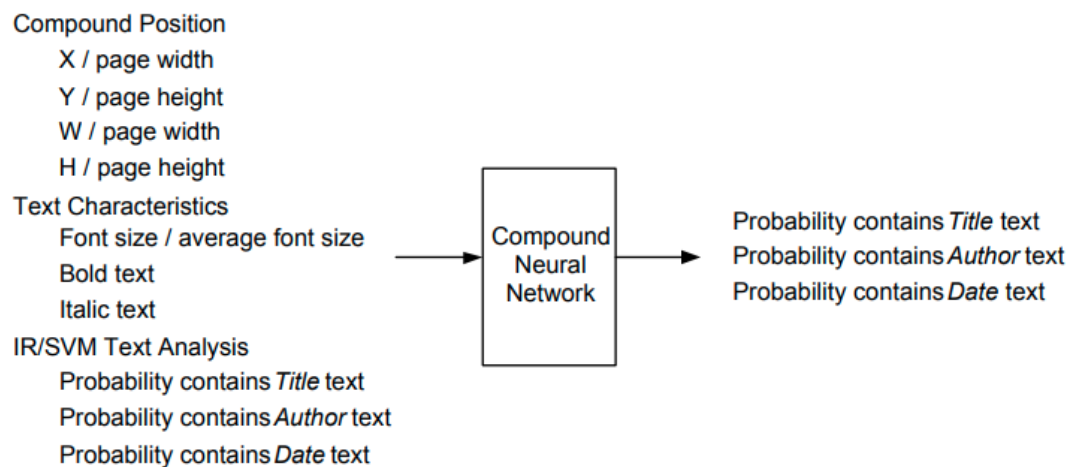 Compound Position
X / page width
Y / page height
W / page width
H / page height
Text Characteristics
Font size / average font size
Bold text
Italic text
IR/SVM Text Analysis
Probability contains Title text
Probability contains Author text
Probability contains Date text
Compound
Neural
Network
Probability contains Title text
Probability contains Author text
Probability contains Date text